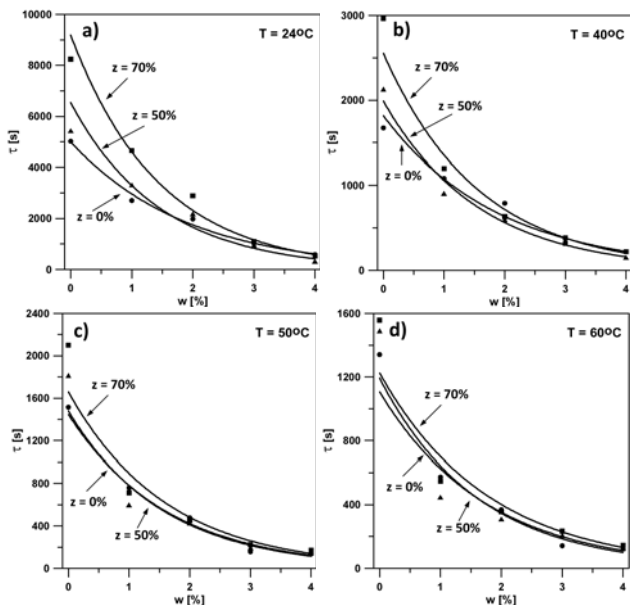 a) T = 24ºC
10000
8000
6000
4000
2000
0
τ [s]
z = 70%
z = 50%
z = 0%
0 1 2 3 4
w [%]
b) T = 40ºC
3000
2000
1000
0
τ [s]
z = 70%
z = 50%
z = 0%
0 1 2 3 4
w [%]
c) T = 50ºC
2400
2000
1600
1200
800
400
0
τ [s]
z = 70%
z = 0%
z = 50%
0 1 2 3 4
w [%]
d) T = 60ºC
1600
1200
800
400
0
τ [s]
z = 70%
z = 0%
z = 50%
0 1 2 3 4
w [%]